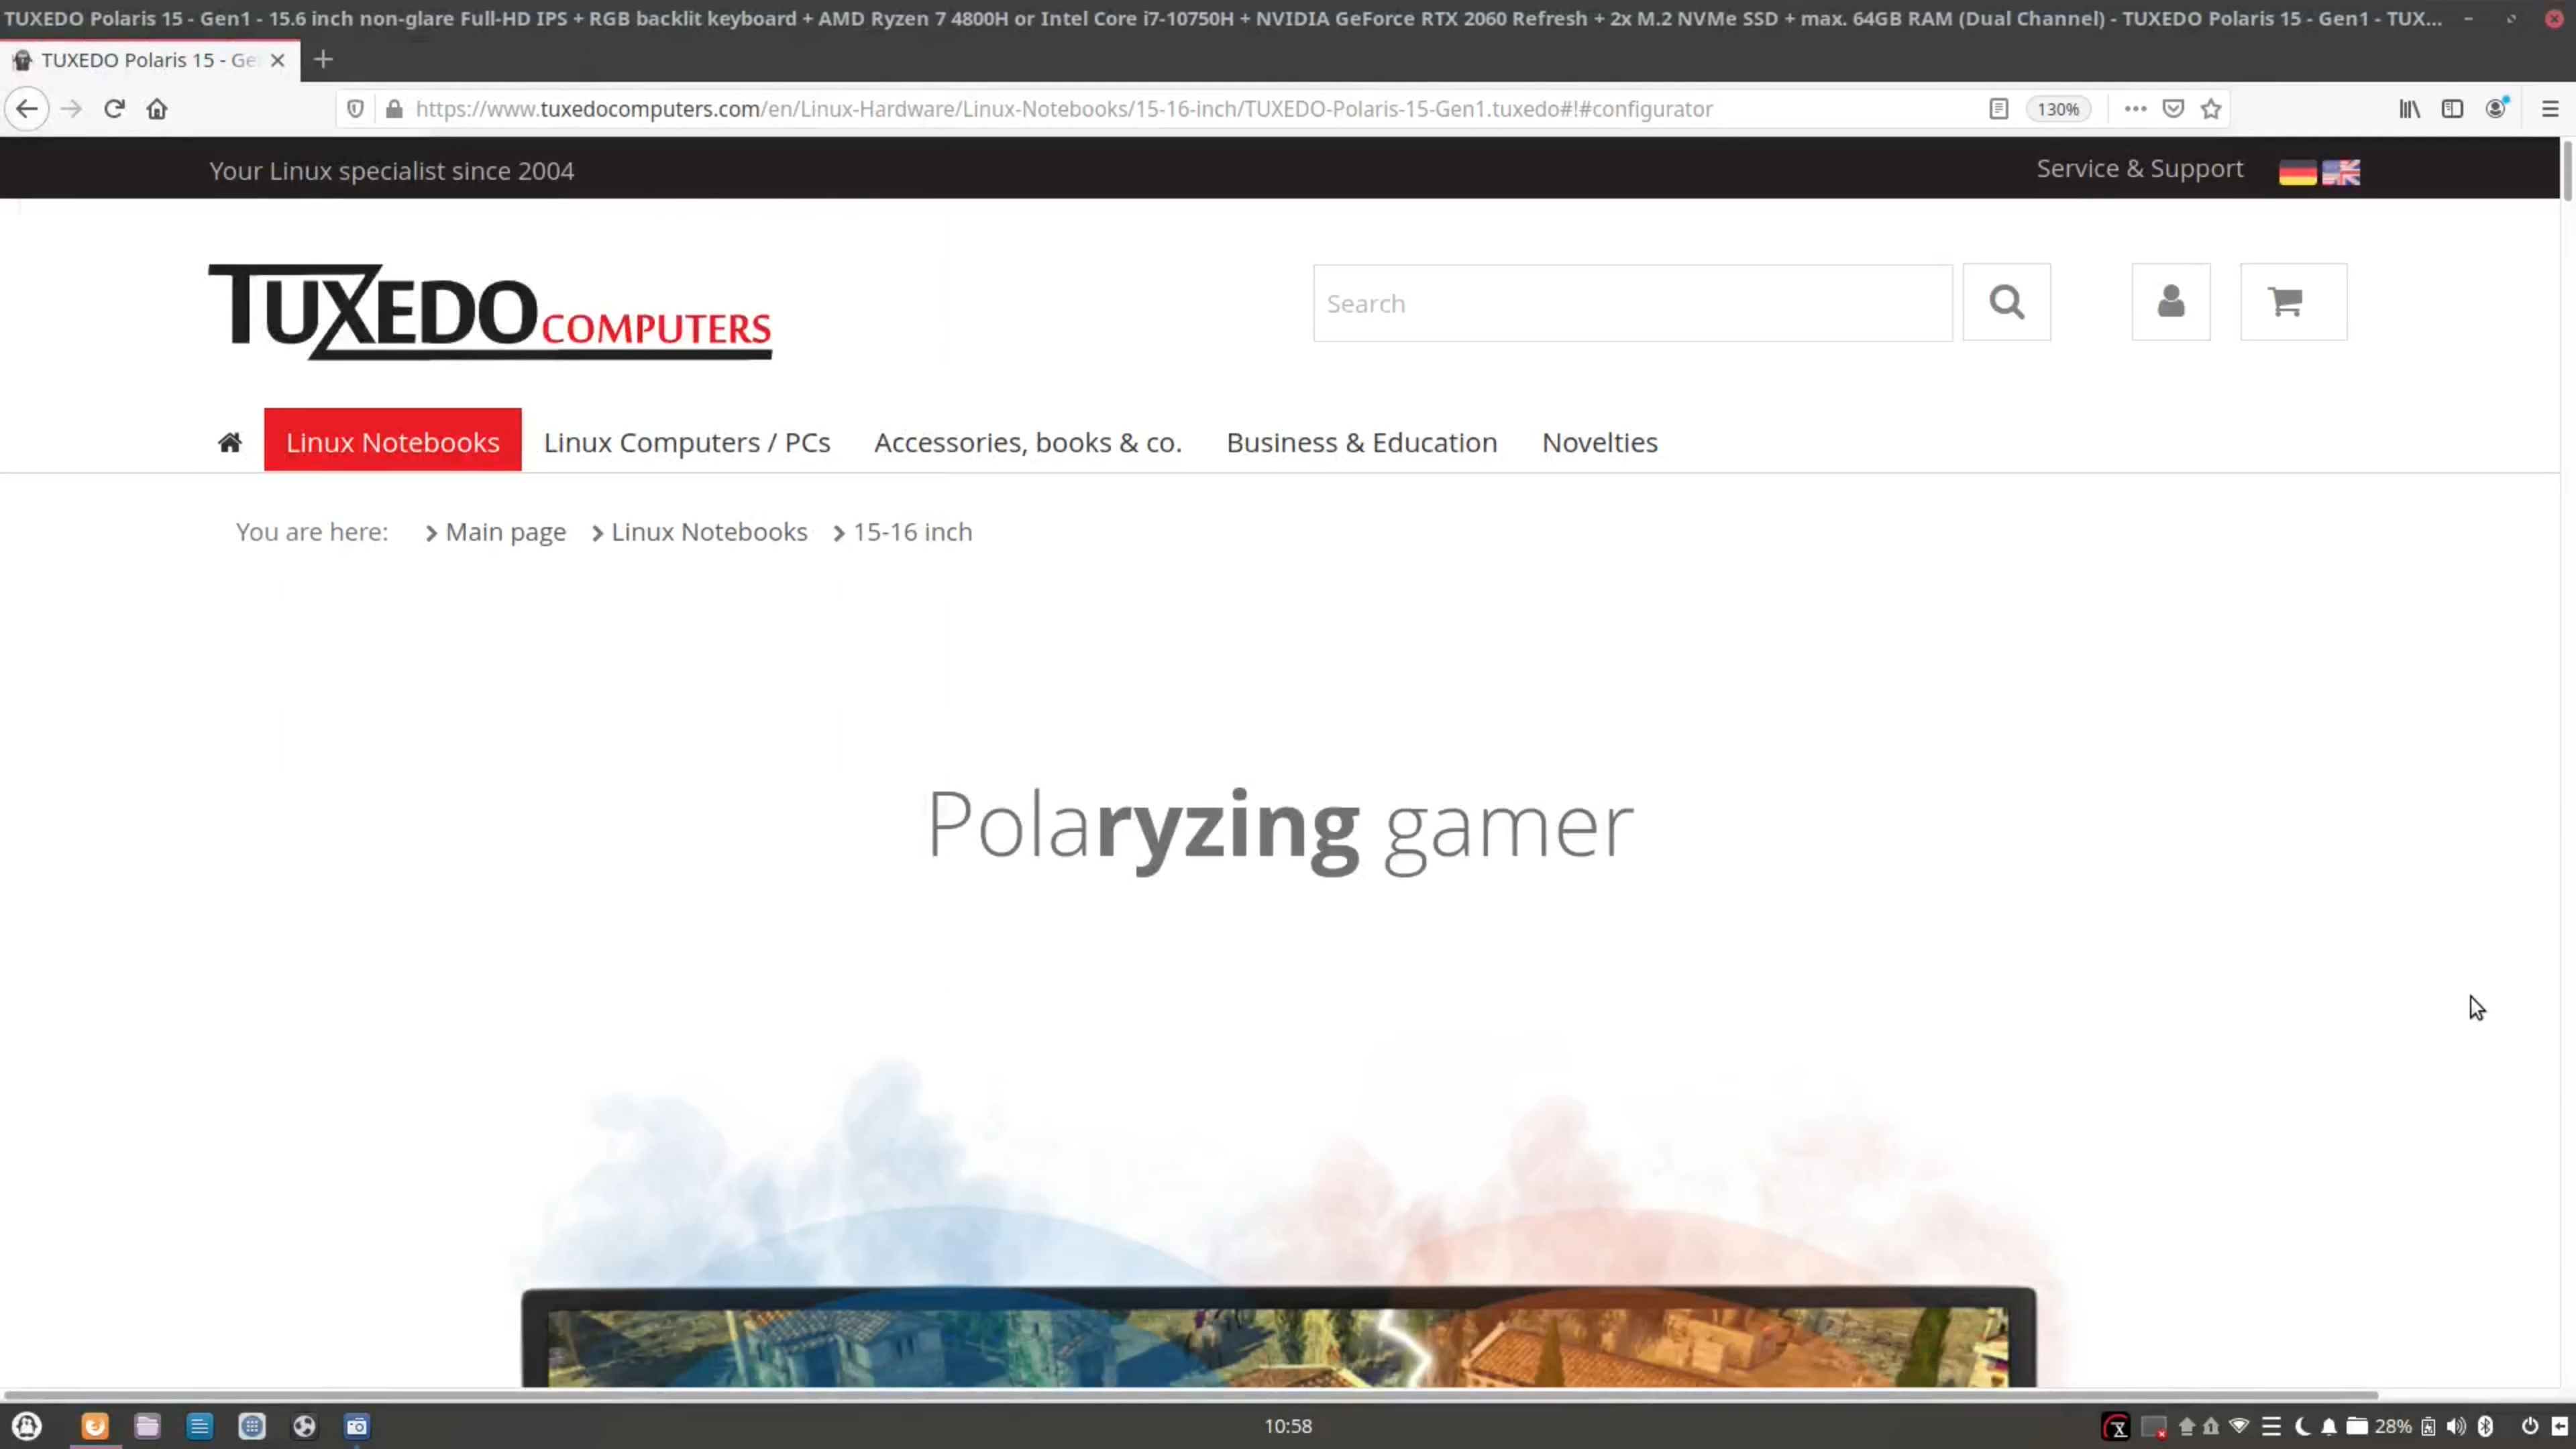 TUXEDO Polaris 15 - Gen1 - 15.6 inch non-glare Full-HD IPS + RGB backlit keyboard + AMD Ryzen 7 4800H or Intel Core i7-10750H + NVIDIA GeForce RTX 2060 Refresh + 2x M.2 NVMe SSD + max. 64GB RAM (Dual Channel) - TUXEDO Polaris 15 - Gen1 - TUX...
TUXEDO Polaris 15 - Ge
https://www.tuxedocomputers.com/en/Linux-Hardware/Linux-Notebooks/15-16-inch/TUXEDO-Polaris-15-Gen1.tuxedo#!#configurator
130%
Your Linux specialist since 2004
Service & Support
TUXEDO COMPUTERS
Search
Linux Notebooks
Linux Computers / PCs
Accessories, books & co.
Business & Education
Novelties
You are here: > Main page > Linux Notebooks > 15-16 inch
Polaryzing gamer
10:58
28%